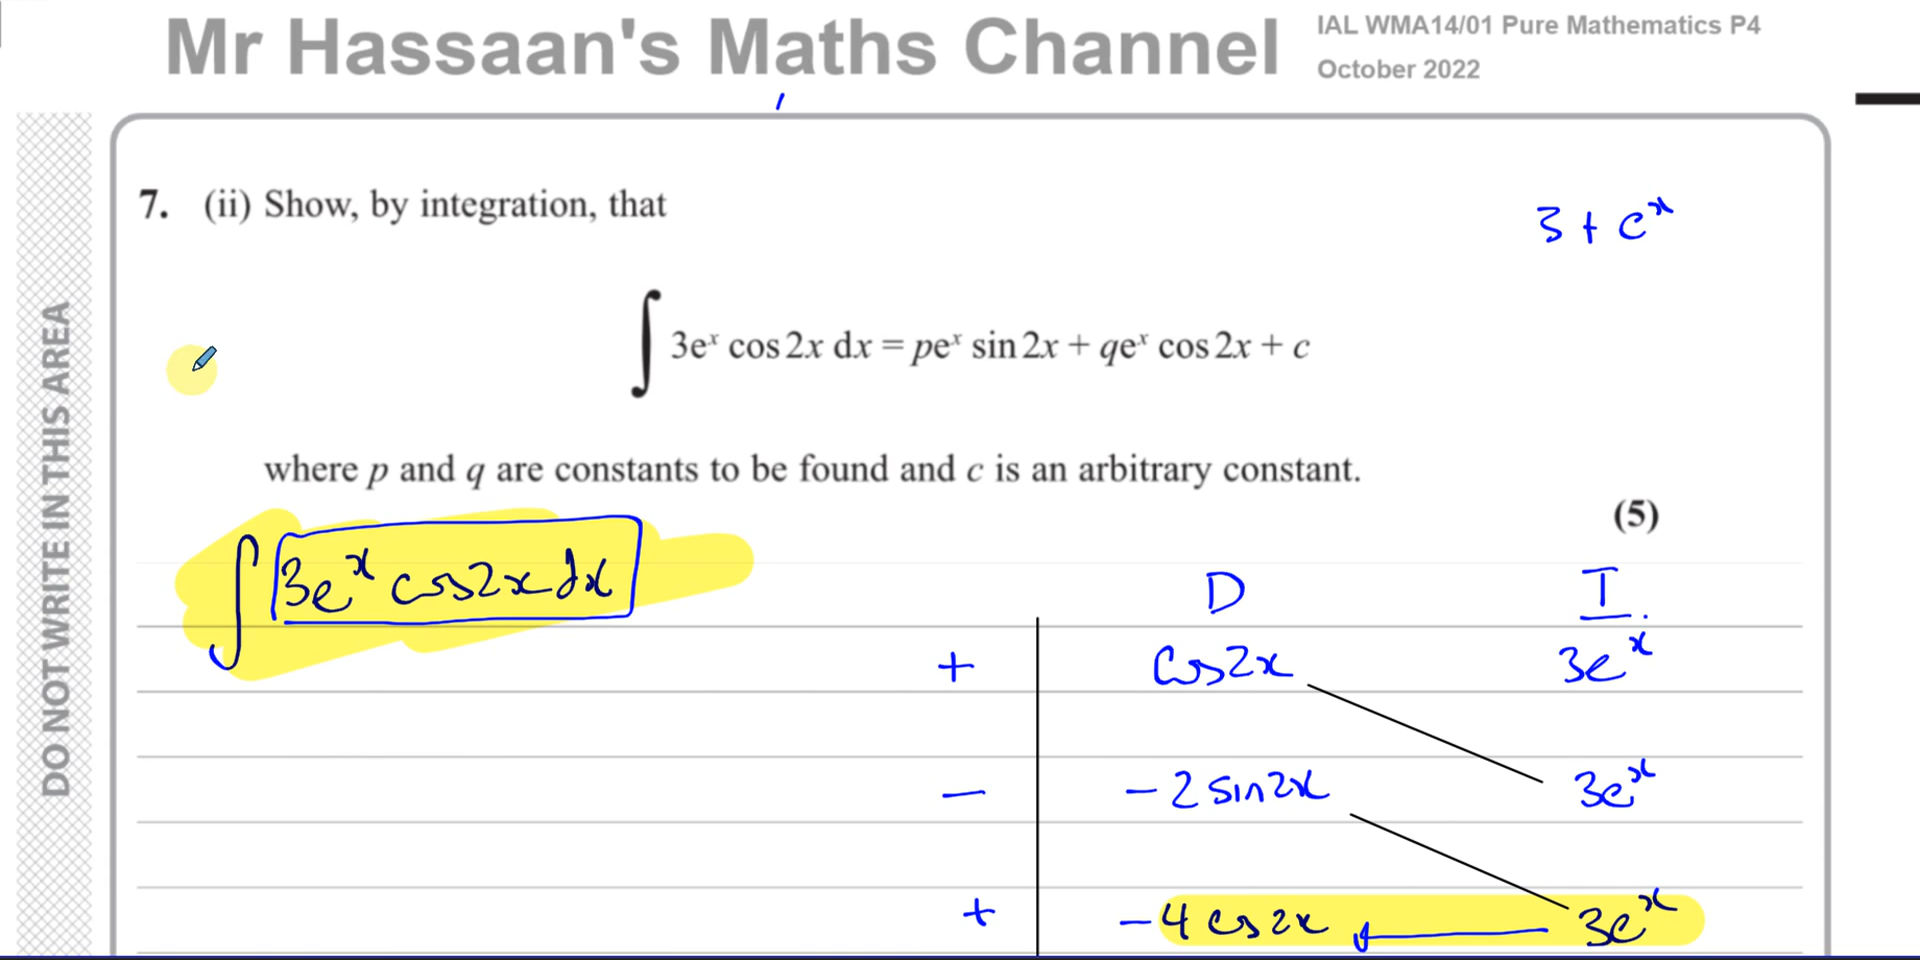 Mr Hassaan's Maths Channel
IAL WMA14/01 Pure Mathematics P4
October 2022
DO NOT WRITE IN THIS AREA
7. (ii) Show, by integration, that
3 + e^x
∫ 3e^x cos 2x dx = pe^x sin 2x + qe^x cos 2x + c
where p and q are constants to be found and c is an arbitrary constant.
(5)
∫ 3e^x cos2x dx
D I
+ cos2x 3e^x
− −2 sin2x 3e^x
+ −4 cos2x 3e^x